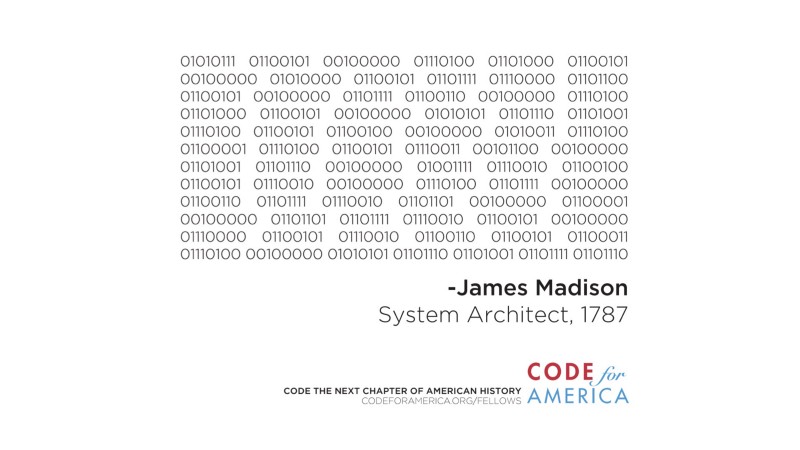 01010111 01100101 00100000 01110100 01101000 01100101
00100000 01010000 01100101 01101111 01110000 01101100
01100101 00100000 01101111 01100110 00100000 01110100
01101000 01100101 00100000 01010101 01101110 01101001
01110100 01100101 01100100 00100000 01010011 01110100
01100001 01110100 01100101 01110011 00101100 00100000
01101001 01101110 00100000 01001111 01110010 01100100
01100101 01110010 00100000 01110100 01101111 00100000
01100110 01101111 01110010 01101101 00100000 01100001
00100000 01101101 01101111 01110010 01100101 00100000
01110000 01100101 01110010 01100110 01100101 01100011
01110100 00100000 01010101 01101110 01101001 01101111 01101110
-James Madison
System Architect, 1787
CODE THE NEXT CHAPTER OF AMERICAN HISTORY
CODEFORAMERICA.ORG/FELLOWS
CODE for
AMERICA